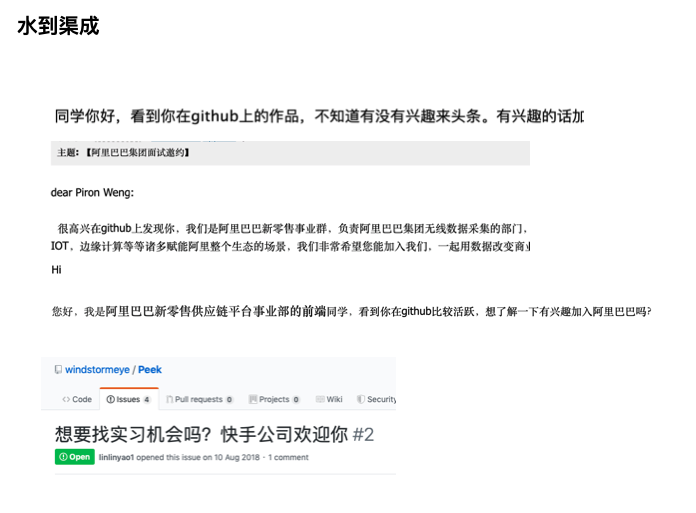 水到渠成
同学你好，看到你在github上的作品，不知道有没有兴趣来头条。有兴趣的话加
主题: 【阿里巴巴集团面试邀约】
dear Piron Weng:
很高兴在github上发现你，我们是阿里巴巴新零售事业群，负责阿里巴巴集团无线数据采集的部门，
IOT，边缘计算等等诸多赋能阿里整个生态的场景，我们非常希望您能加入我们，一起用数据改变商业
Hi
您好，我是阿里巴巴新零售供应链平台事业部的前端同学，看到你在github比较活跃，想了解一下有兴趣加入阿里巴巴吗?
windstormeye / Peek
Code Issues 4 Pull requests 0 Projects 0 Wiki Security
想要找实习机会吗？快手公司欢迎你 #2
Open linlinyao1 opened this issue on 10 Aug 2018 · 1 comment